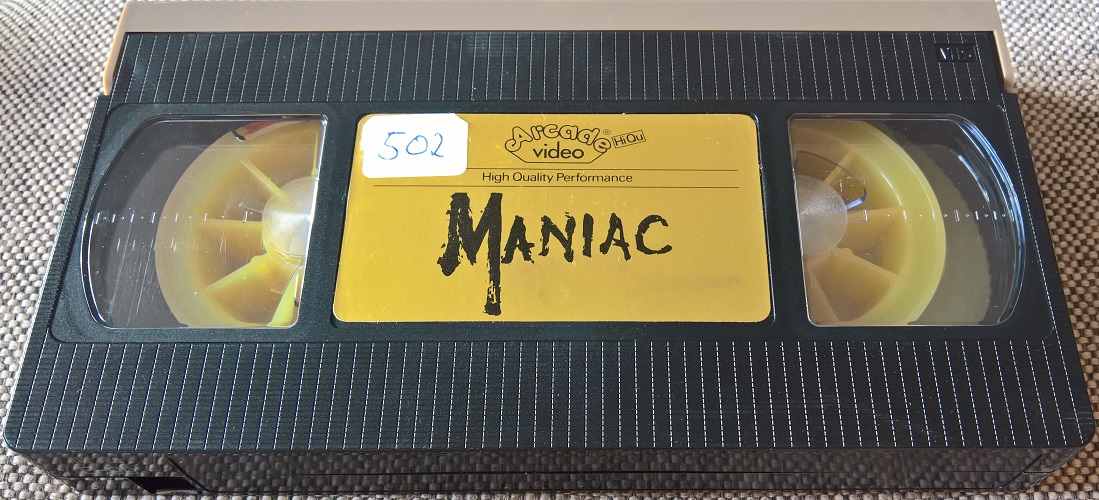 VHS
502
Arcade®
video HiQu
High Quality Performance
MANIAC